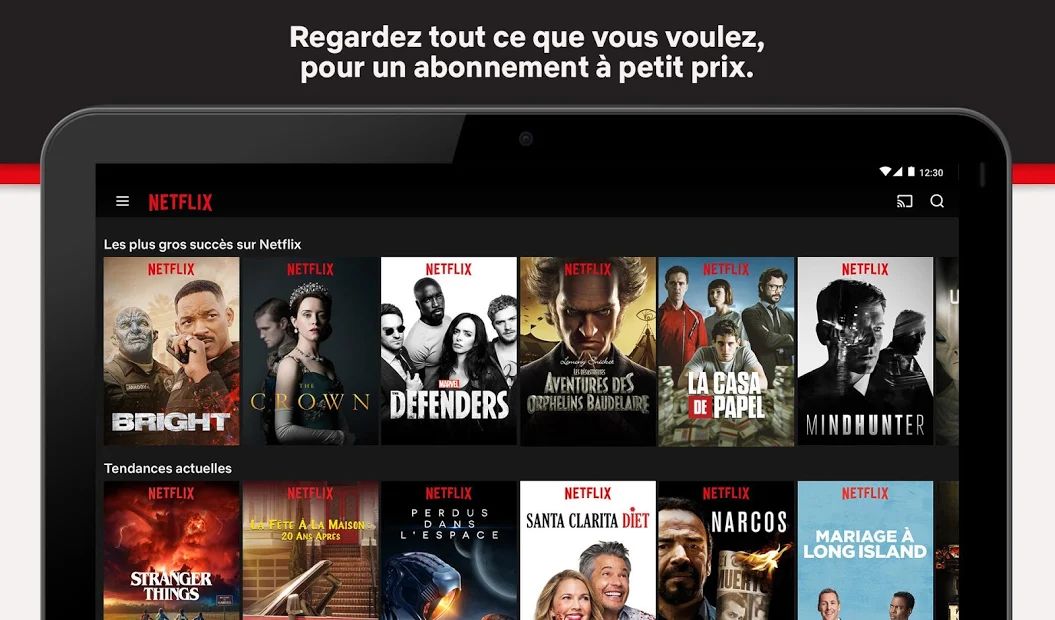 Regardez tout ce que vous voulez,
pour un abonnement à petit prix.
12:30
NETFLIX
Les plus gros succès sur Netflix
NETFLIX
BRIGHT
NETFLIX
THE
CROWN
NETFLIX
MARVEL
DEFENDERS
NETFLIX
Lemony Snicket
LES DÉSASTREUSES
AVENTURES DES
ORPHELINS BAUDELAIRE
NETFLIX
LA CASA
DE PAPEL
NETFLIX
MINDHUNTER
U
Tendances actuelles
NETFLIX
STRANGER
THINGS
NETFLIX
LA FÊTE À LA MAISON
20 ANS APRÈS
NETFLIX
PERDUS
DANS
L'ESPACE
NETFLIX
SANTA CLARITA DIET
NETFLIX
NARCOS
NETFLIX
MARIAGE À
LONG ISLAND